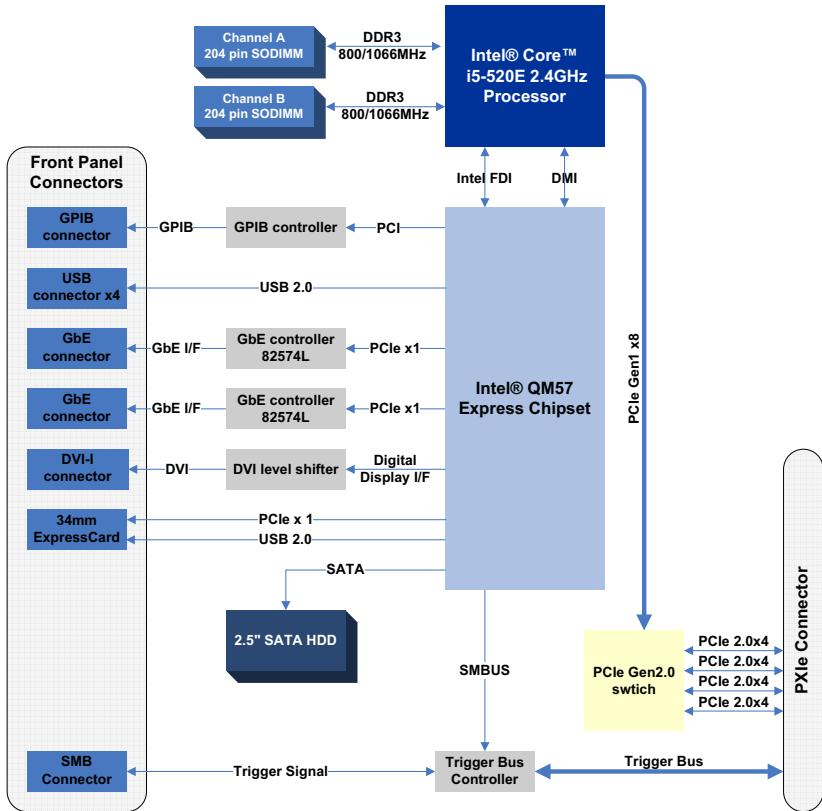 Channel A
204 pin SODIMM
DDR3
800/1066MHz
Intel® Core™
i5-520E 2.4GHz
Processor
Channel B
204 pin SODIMM
DDR3
800/1066MHz
Intel FDI
DMI
Front Panel
Connectors
GPIB
connector
GPIB
GPIB controller
PCI
USB
connector x4
USB 2.0
GbE
connector
GbE I/F
GbE controller
82574L
PCIe x1
GbE
connector
GbE I/F
GbE controller
82574L
PCIe x1
Intel® QM57
Express Chipset
PCIe Gen1 x8
DVI-I
connector
DVI
DVI level shifter
Digital
Display I/F
34mm
ExpressCard
PCIe x 1
USB 2.0
SATA
2.5" SATA HDD
SMBUS
PCIe Gen2.0
swtich
PCIe 2.0x4
PCIe 2.0x4
PCIe 2.0x4
PCIe 2.0x4
PXIe Connector
SMB
Connector
Trigger Signal
Trigger Bus
Controller
Trigger Bus